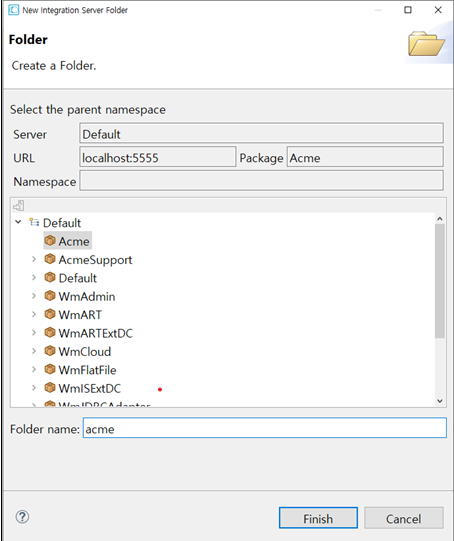 New Integration Server Folder
Folder
Create a Folder.
Select the parent namespace
Server Default
URL localhost:5555 Package Acme
Namespace
Default
Acme
AcmeSupport
Default
WmAdmin
WmART
WmARTExtDC
WmCloud
WmFlatFile
WmISExtDC
WmJDBCAdapter
Folder name: acme
Finish Cancel